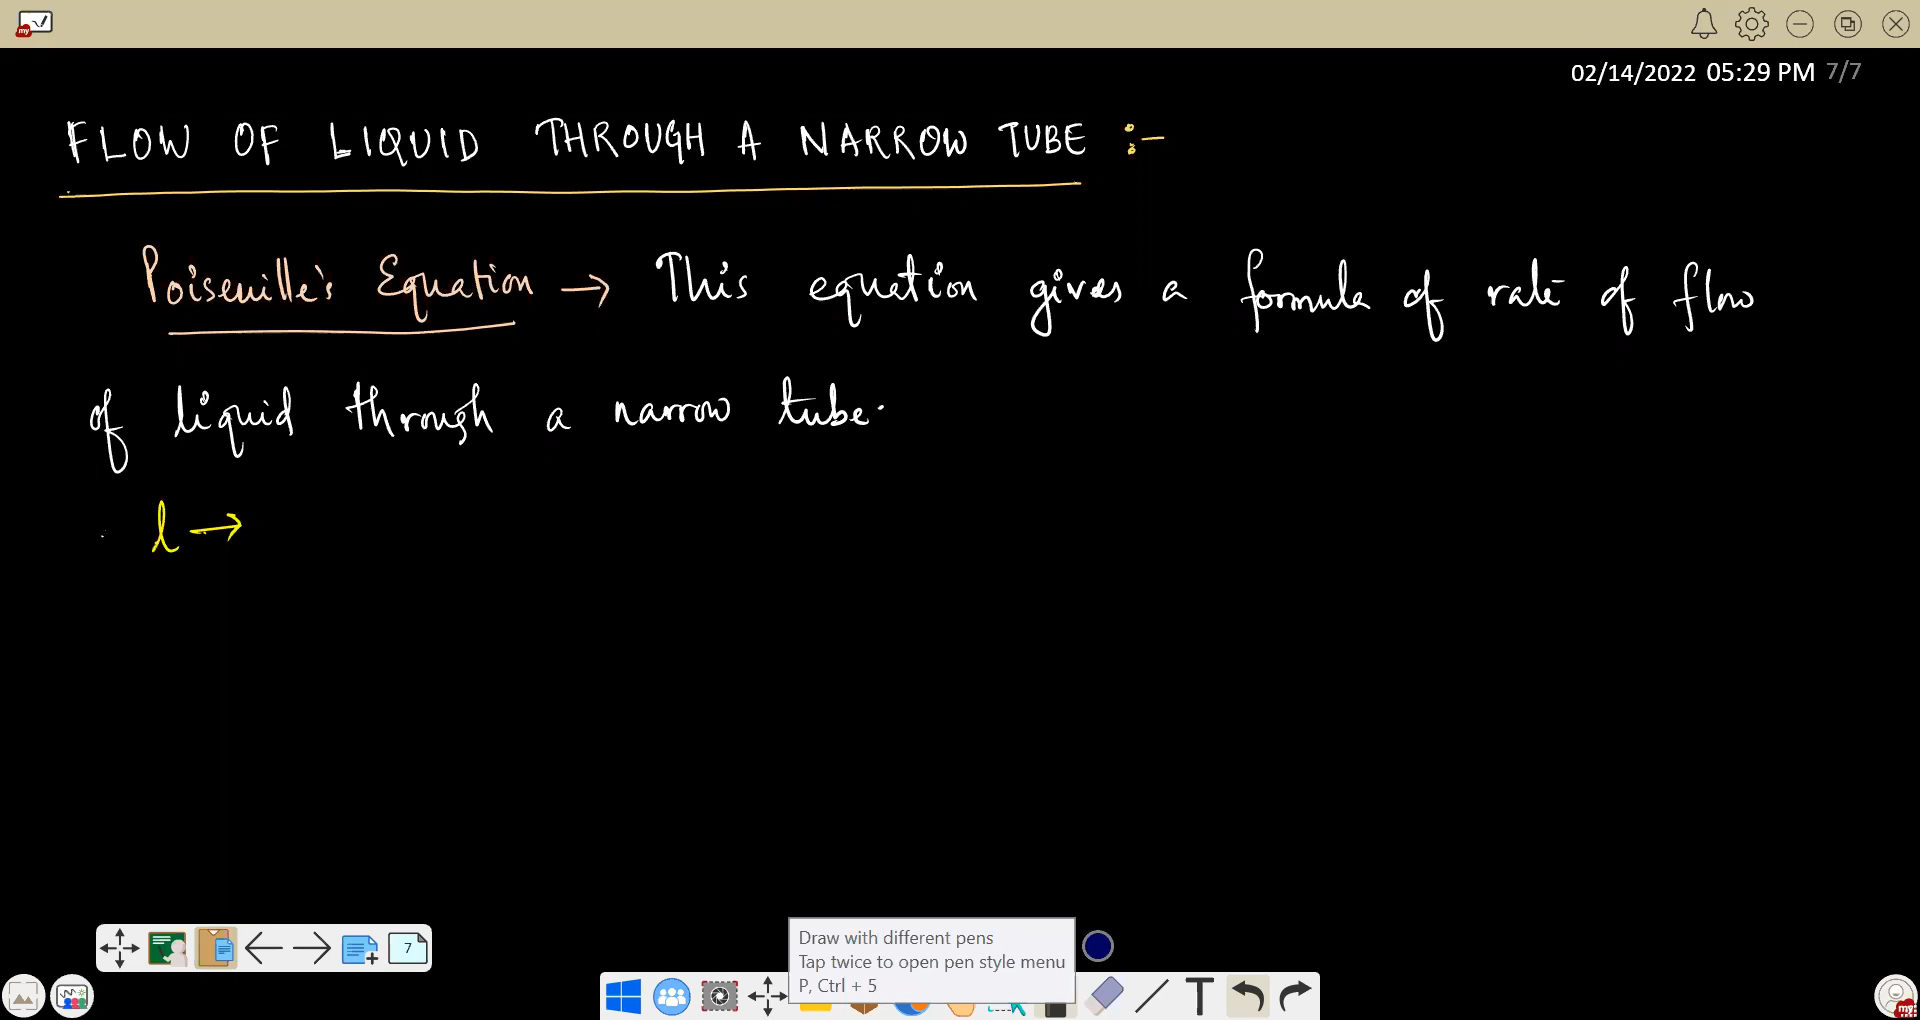 my
02/14/2022 05:29 PM 7/7
FLOW OF LIQUID THROUGH A NARROW TUBE :-
Poiseuille's Equation → This equation gives a formula of rate of flow
of liquid through a narrow tube.
l →
7
Draw with different pens
Tap twice to open pen style menu
P, Ctrl + 5
T
my